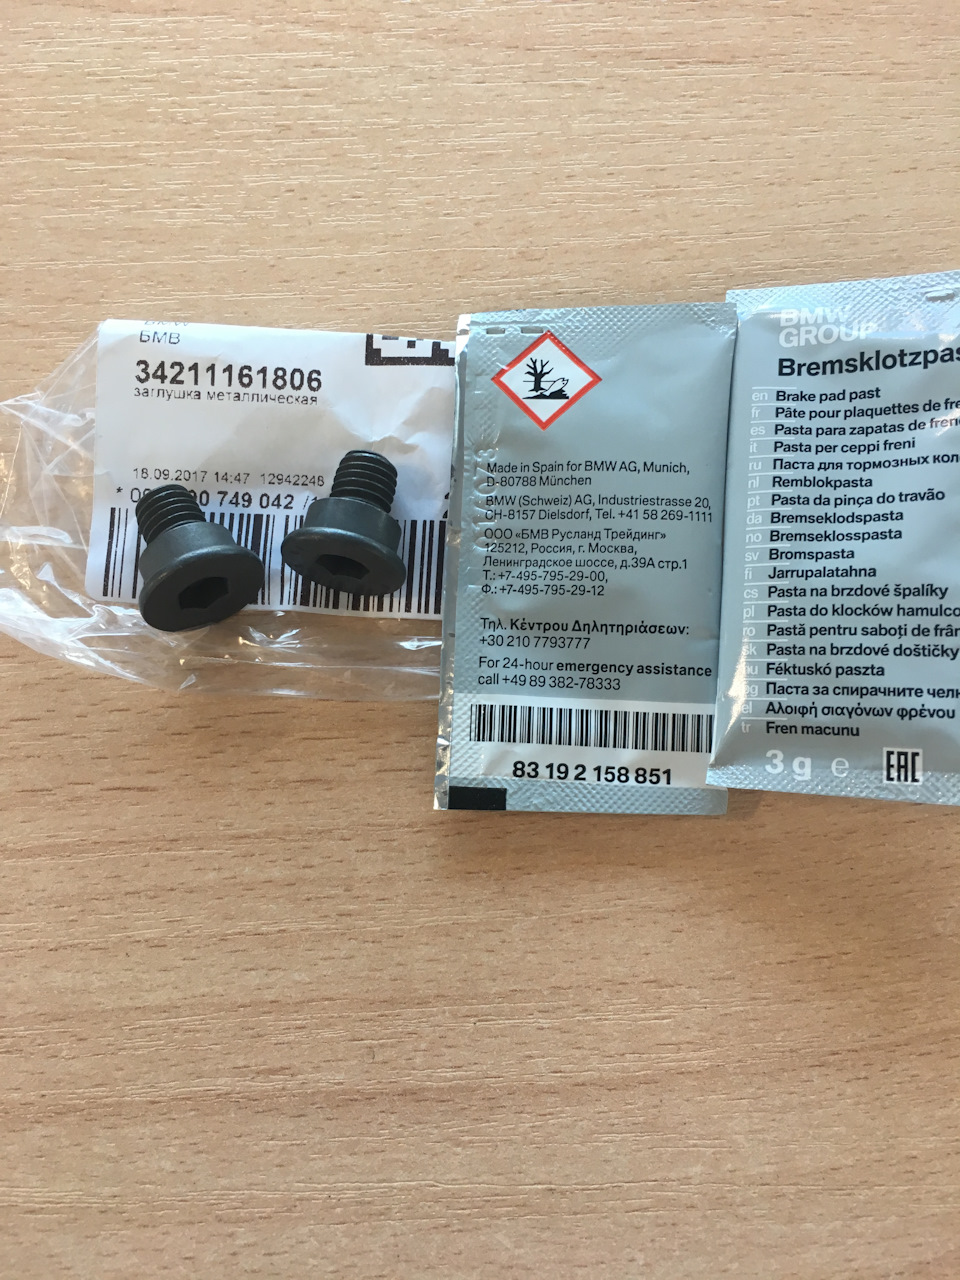 БМВ
34211161806
заглушка металлическая
18.09.2017 14:47 12942248
749 042
Made in Spain for BMW AG, Munich,
D-80788 München
BMW (Schweiz) AG, Industriestrasse 20,
CH-8157 Dielsdorf, Tel. +41 58 269-1111
ООО «БМВ Русланд Трейдинг»
125212, Россия, г. Москва,
Ленинградское шоссе, д.39А стр.1
Т.: +7-495-795-29-00,
Ф.: +7-495-795-29-12
Τηλ. Κέντρου Δηλητηριάσεων:
+30 210 7793777
For 24-hour emergency assistance
call +49 89 382-78333
83 19 2 158 851
BMW
GROUP
Bremsklotzpas
en Brake pad past
fr Pâte pour plaquettes de fre
es Pasta para zapatas de freno
it Pasta per ceppi freni
ru Паста для тормозных кол
nl Remblokpasta
pt Pasta da pinça do travão
da Bremseklodspasta
no Bremseklosspasta
sv Bromspasta
fi Jarrupalatahna
cs Pasta na brzdové špalíky
pl Pasta do klocków hamulco
ro Pastă pentru saboți de frân
sk Pasta na brzdové doštičky
hu Féktuskó paszta
bg Паста за спирачните челю
el Αλοιφή σιαγόνων φρένου
tr Fren macunu
3 g e
EAC